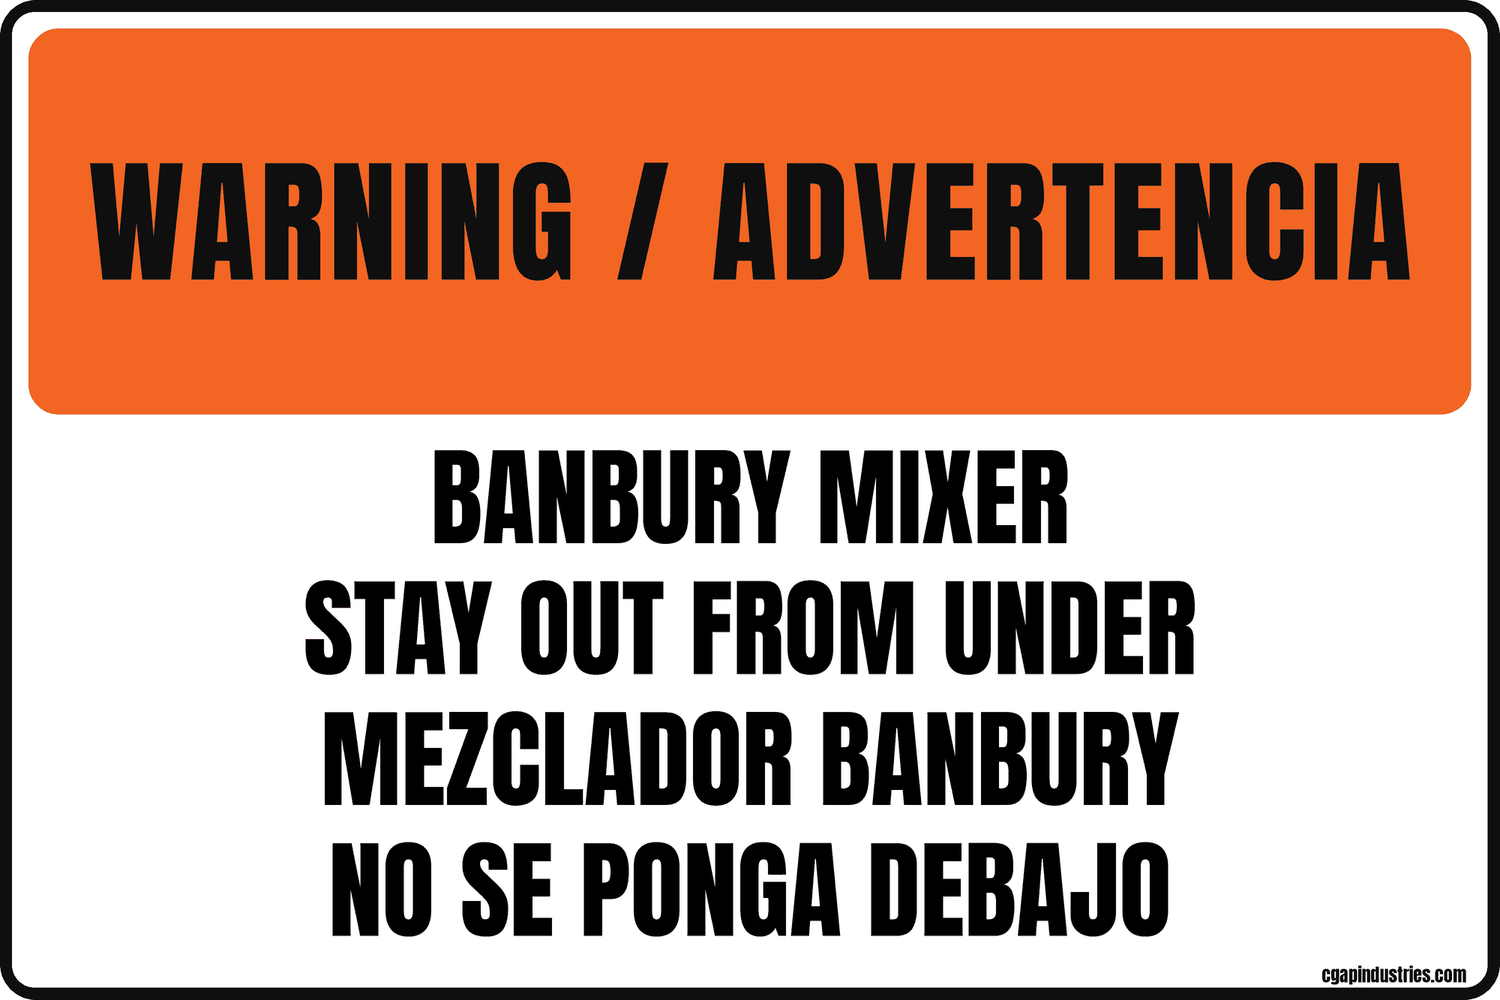 WARNING / ADVERTENCIA
BANBURY MIXER
STAY OUT FROM UNDER
MEZCLADOR BANBURY
NO SE PONGA DEBAJO
cgapindustries.com